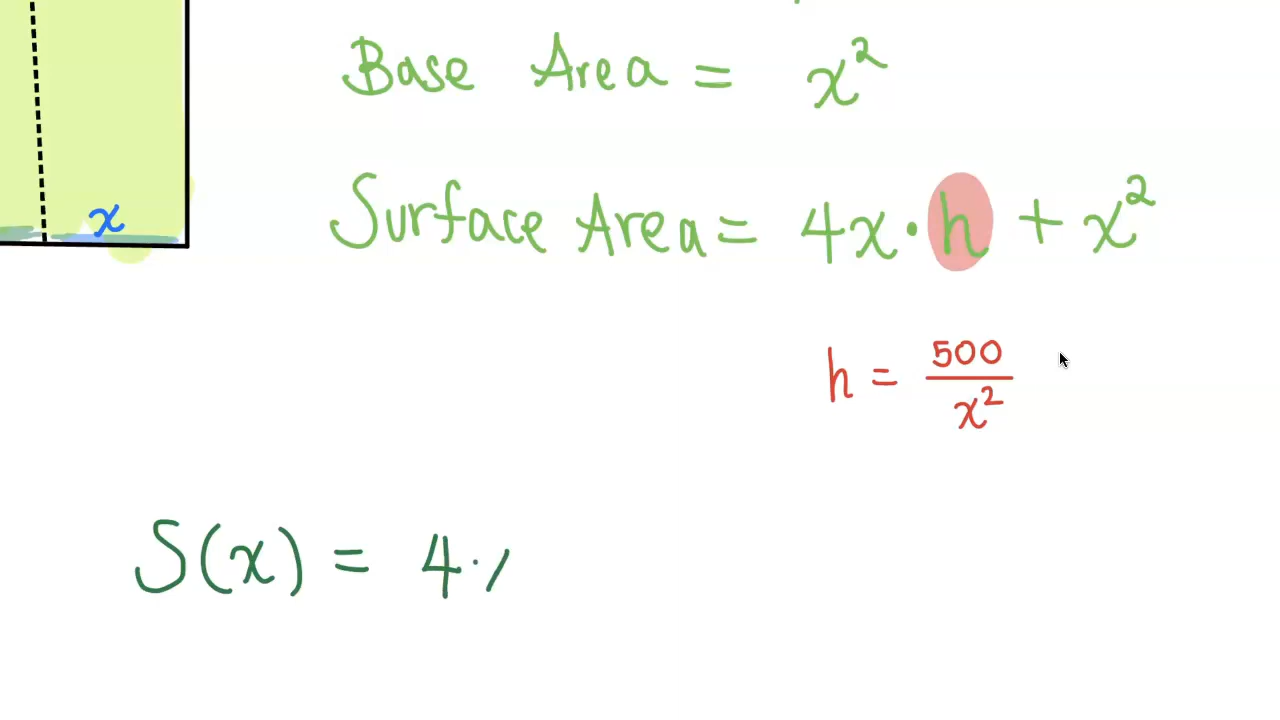 Base Area = x²
x
Surface Area = 4x · h + x²
h = 500/x²
S(x) = 4 ·